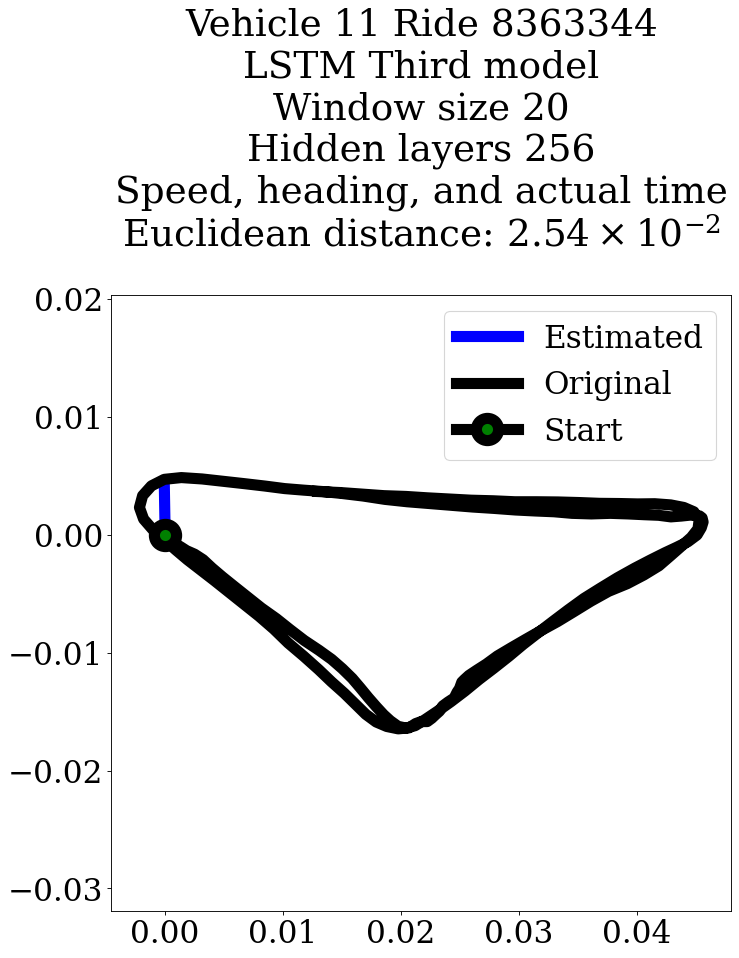 Vehicle 11 Ride 8363344
LSTM Third model
Window size 20
Hidden layers 256
Speed, heading, and actual time
Euclidean distance: 2.54 × 10⁻²
0.02
0.01
0.00
−0.01
−0.02
−0.03
Estimated
Original
Start
0.00 0.01 0.02 0.03 0.04